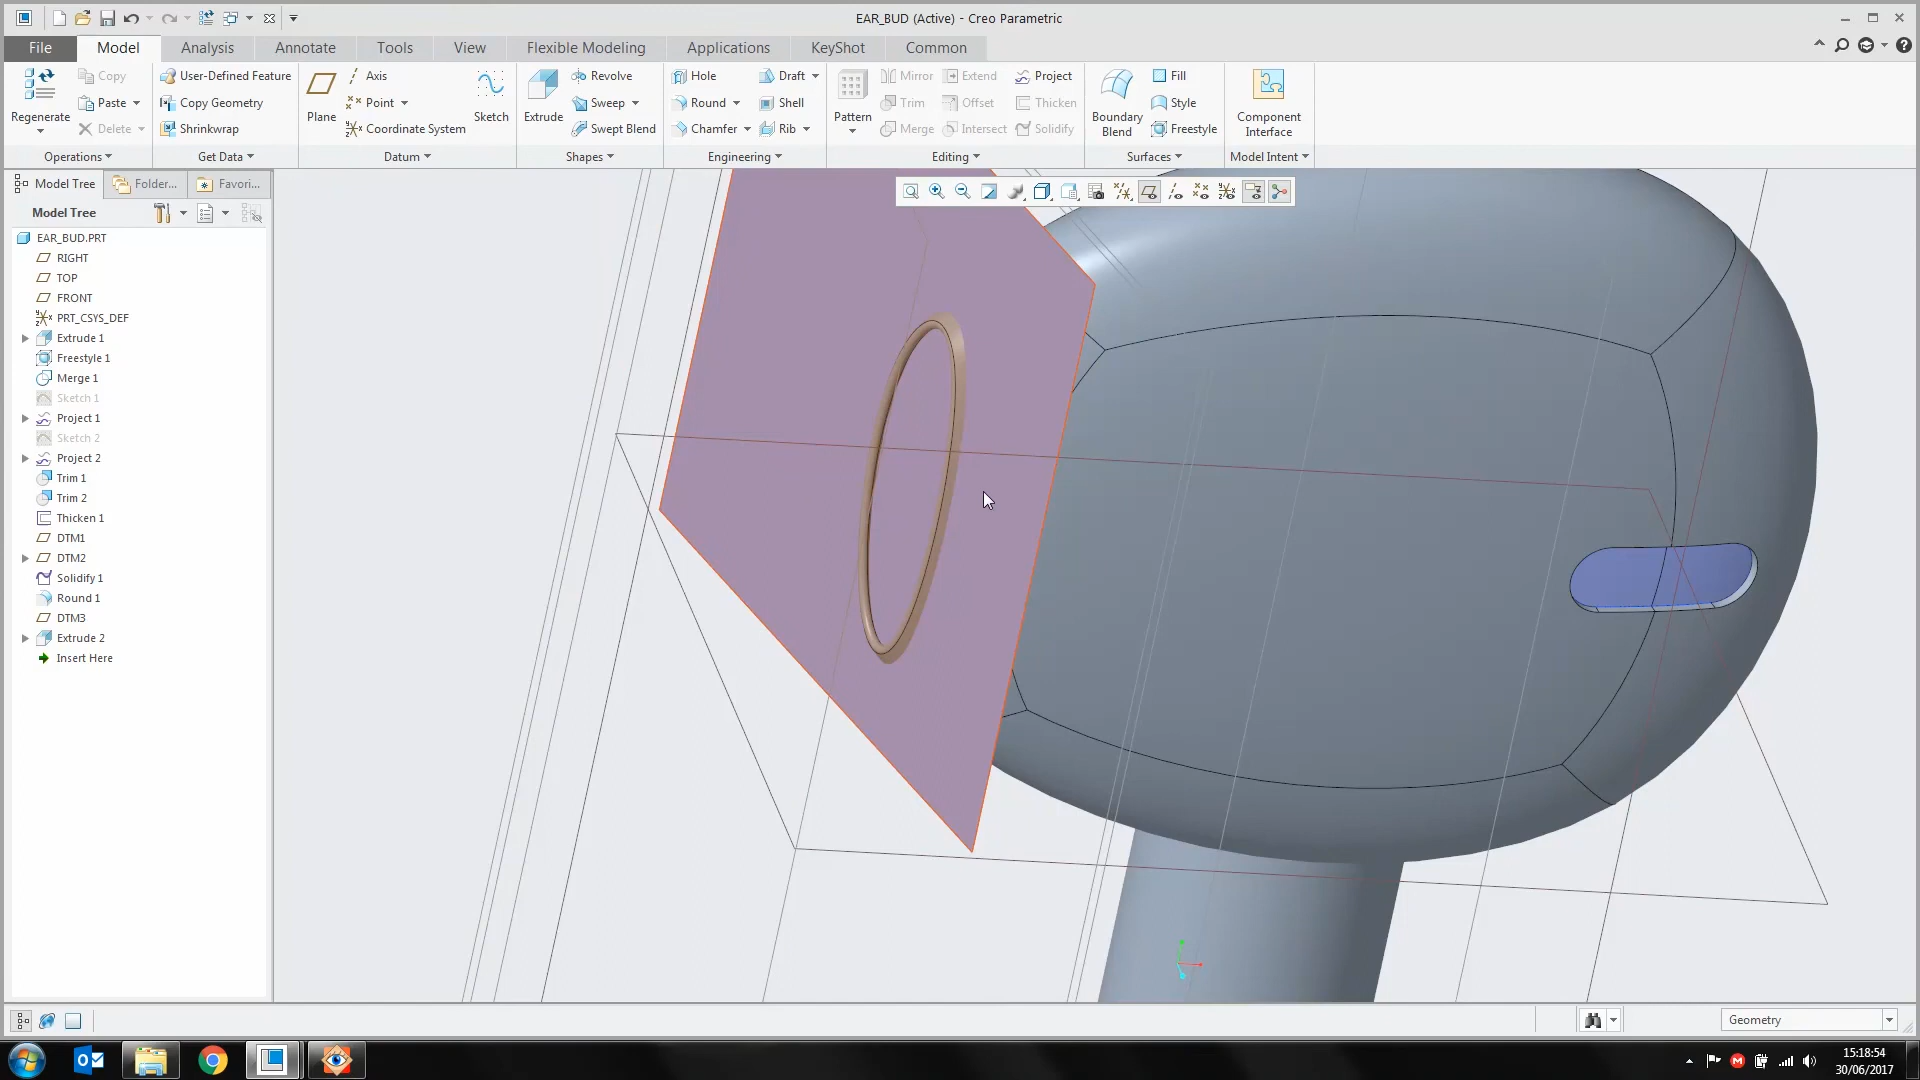 EAR_BUD (Active) - Creo Parametric
File Model Analysis Annotate Tools View Flexible Modeling Applications KeyShot Common
Regenerate
Copy
Paste
Delete
Operations
User-Defined Feature
Copy Geometry
Shrinkwrap
Get Data
Plane
Axis
Point
Coordinate System
Sketch
Datum
Extrude
Revolve
Sweep
Swept Blend
Shapes
Hole
Round
Chamfer
Draft
Shell
Rib
Engineering
Pattern
Mirror
Trim
Merge
Extend
Offset
Intersect
Project
Thicken
Solidify
Editing
Boundary
Blend
Fill
Style
Freestyle
Surfaces
Component
Interface
Model Intent
Model Tree Folder... Favori...
Model Tree
EAR_BUD.PRT
RIGHT
TOP
FRONT
PRT_CSYS_DEF
Extrude 1
Freestyle 1
Merge 1
Sketch 1
Project 1
Sketch 2
Project 2
Trim 1
Trim 2
Thicken 1
DTM1
DTM2
Solidify 1
Round 1
DTM3
Extrude 2
Insert Here
Geometry
15:18:54
30/06/2017